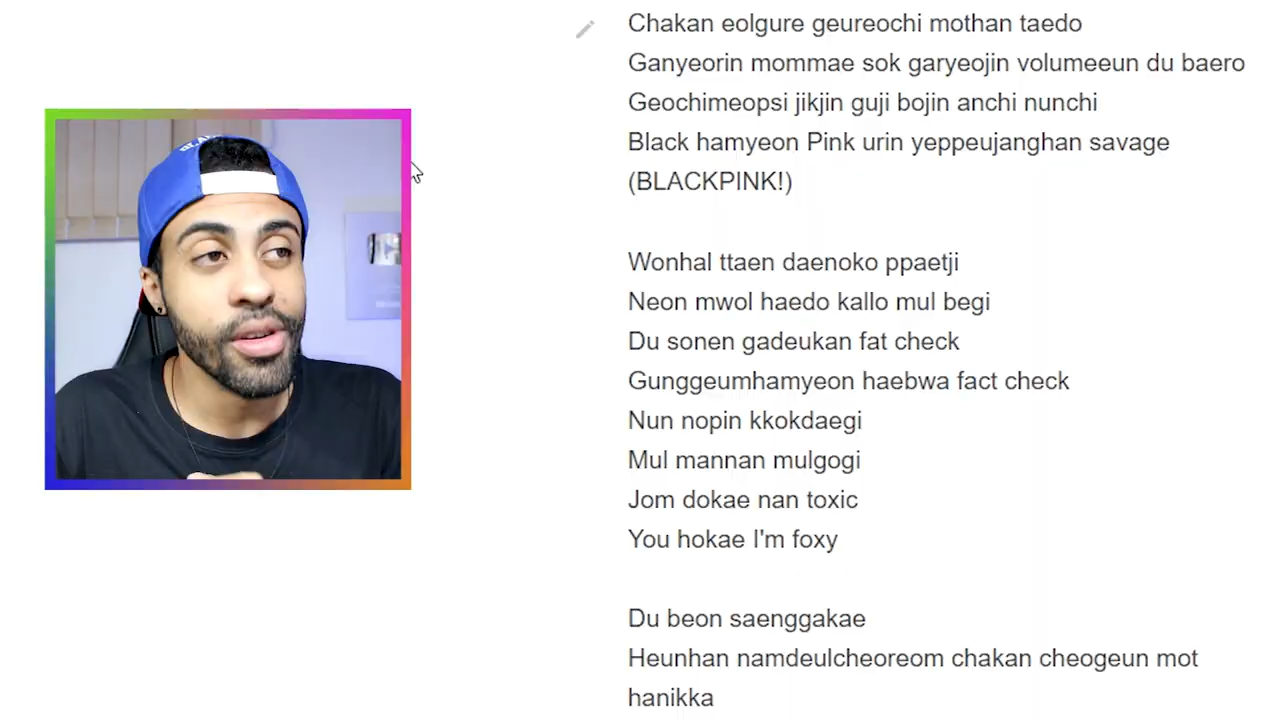 Chakan eolgure geureochi mothan taedo
Ganyeorin mommae sok garyeojin volumeeun du baero
Geochimeopsi jikjin guji bojin anchi nunchi
Black hamyeon Pink urin yeppeujanghan savage
(BLACKPINK!)
Wonhal ttaen daenoko ppaetji
Neon mwol haedo kallo mul begi
Du sonen gadeukan fat check
Gunggeumhamyeon haebwa fact check
Nun nopin kkokdaegi
Mul mannan mulgogi
Jom dokae nan toxic
You hokae I'm foxy
Du beon saenggakae
Heunhan namdeulcheoreom chakan cheogeun mot
hanikka